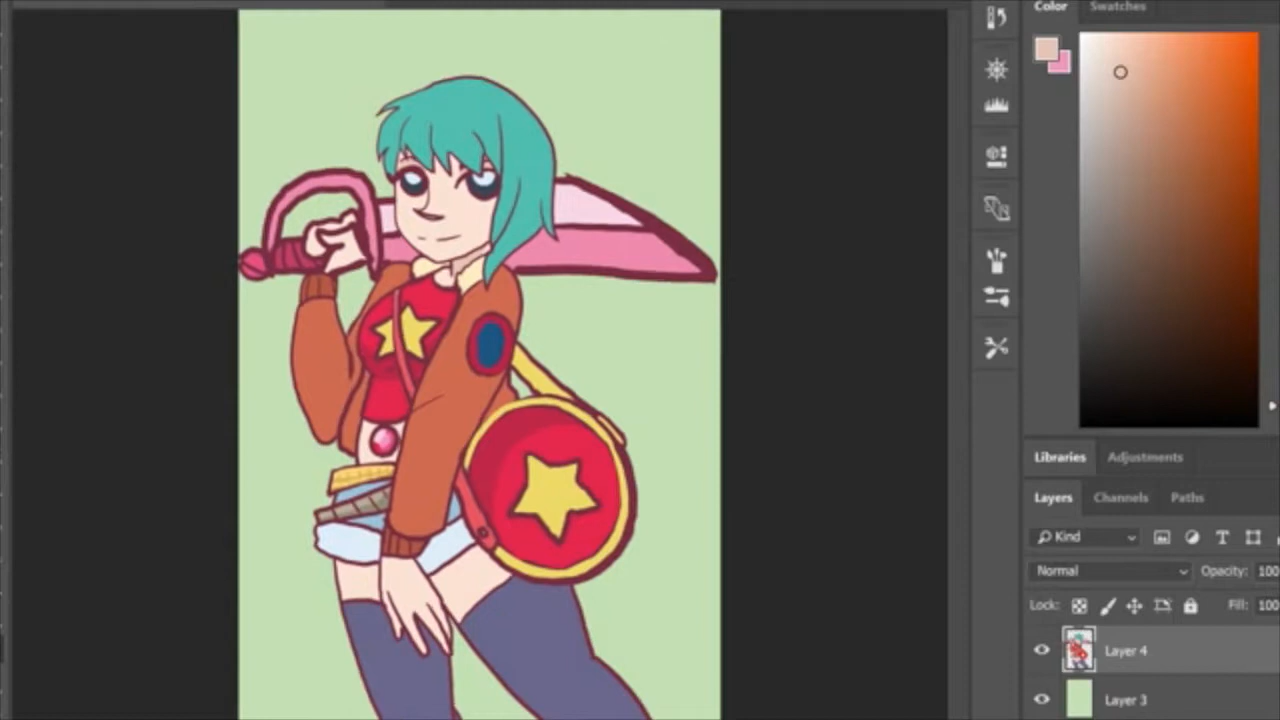 Color Swatches
Libraries Adjustments
Layers Channels Paths
Kind
Normal Opacity: 100
Lock: Fill: 100
Layer 4
Layer 3